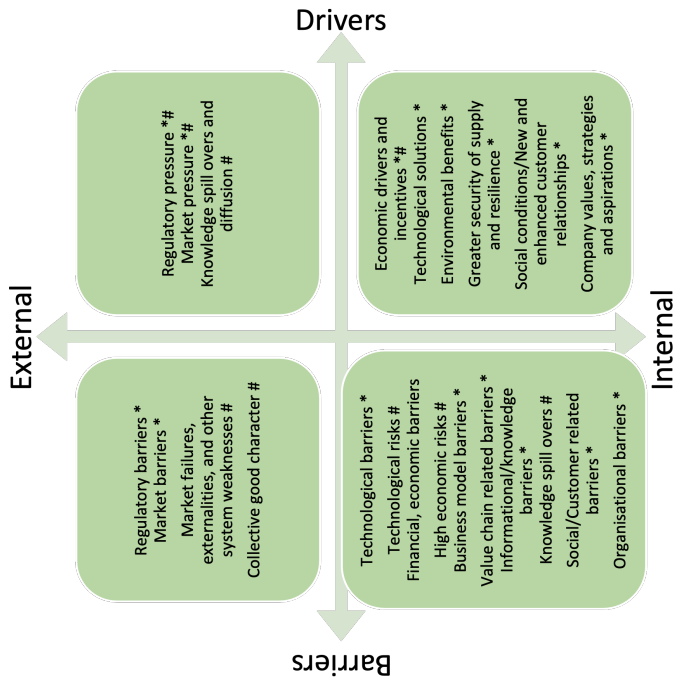 Drivers
External
Internal
Barriers
Regulatory pressure *#
Market pressure *#
Knowledge spill overs and
diffusion #
Economic drivers and
incentives *#
Technological solutions *
Environmental benefits *
Greater security of supply
and resilience *
Social conditions/New and
enhanced customer
relationships *
Company values, strategies
and aspirations *
Regulatory barriers *
Market barriers *
Market failures,
externalities, and other
system weaknesses #
Collective good character #
Technological barriers *
Technological risks #
Financial, economic barriers
High economic risks #
Business model barriers *
Value chain related barriers *
Informational/knowledge
barriers *
Knowledge spill overs #
Social/Customer related
barriers *
Organisational barriers *